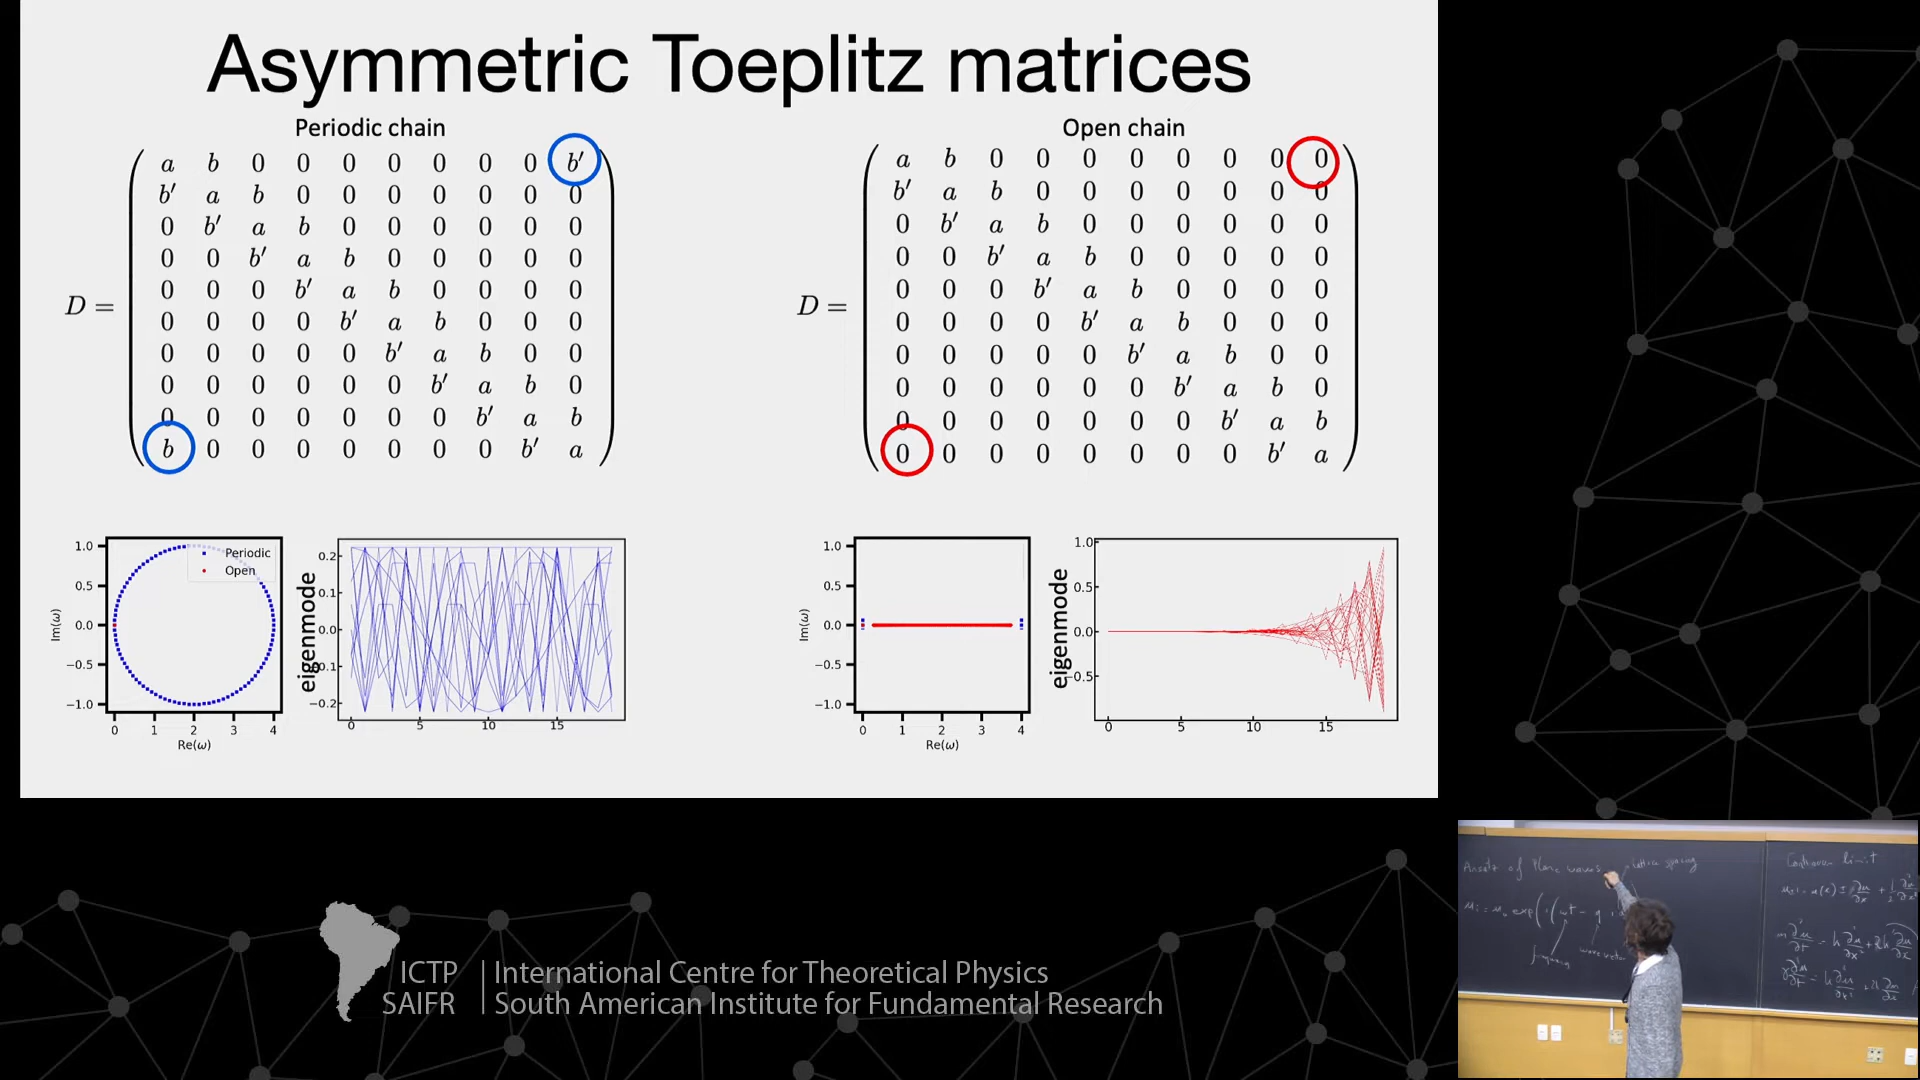 Asymmetric Toeplitz matrices
Periodic chain
D =
a b 0 0 0 0 0 0 0 b′
b′ a b 0 0 0 0 0 0 0
0 b′ a b 0 0 0 0 0 0
0 0 b′ a b 0 0 0 0 0
0 0 0 b′ a b 0 0 0 0
0 0 0 0 b′ a b 0 0 0
0 0 0 0 0 b′ a b 0 0
0 0 0 0 0 0 b′ a b 0
0 0 0 0 0 0 0 b′ a b
b 0 0 0 0 0 0 0 b′ a
Open chain
D =
a b 0 0 0 0 0 0 0 0
b′ a b 0 0 0 0 0 0 0
0 b′ a b 0 0 0 0 0 0
0 0 b′ a b 0 0 0 0 0
0 0 0 b′ a b 0 0 0 0
0 0 0 0 b′ a b 0 0 0
0 0 0 0 0 b′ a b 0 0
0 0 0 0 0 0 b′ a b 0
0 0 0 0 0 0 0 b′ a b
0 0 0 0 0 0 0 0 b′ a
Im(ω)
1.0
0.5
0.0
−0.5
−1.0
Periodic
Open
0 1 2 3 4
Re(ω)
eigenmode
0.2
0.1
0.0
0.1
−0.2
0 5 10 15
Im(ω)
1.0
0.5
0.0
−0.5
−1.0
0 1 2 3 4
Re(ω)
eigenmode
1.0
0.5
0.0
−0.5
0 5 10 15
Ansatz of Plane waves
lattice spacing
frequency
wavevector
Continuum limit
ICTP
SAIFR
International Centre for Theoretical Physics
South American Institute for Fundamental Research